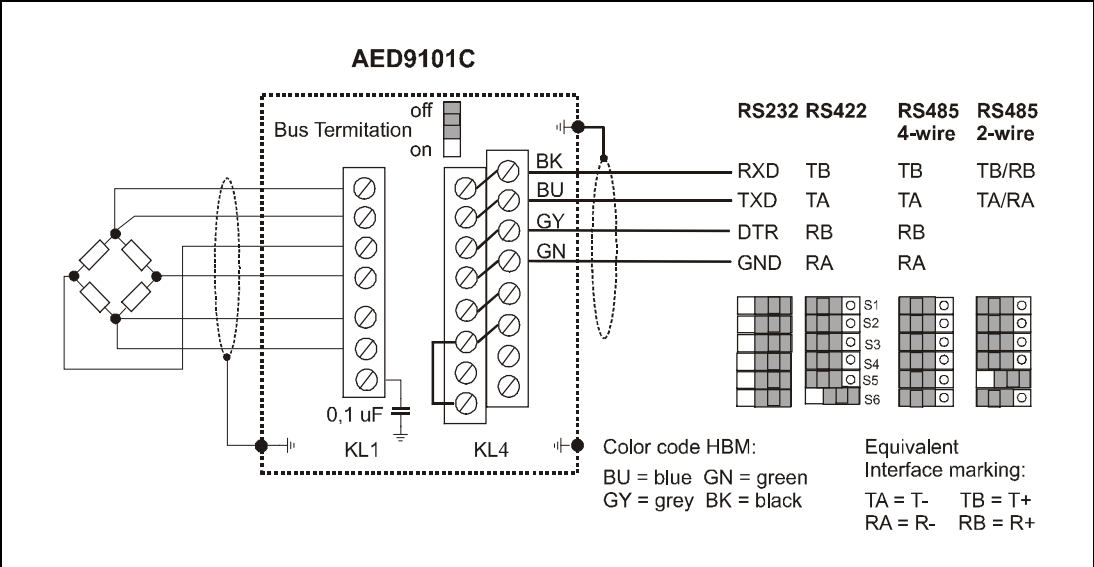 AED9101C
off
Bus Termitation
on
RS232 RS422 RS485 RS485
4-wire 2-wire
BK RXD TB TB TB/RB
BU TXD TA TA TA/RA
GY DTR RB RB
GN GND RA RA
S1
S2
S3
S4
S5
S6
0,1 uF
KL1
KL4
Color code HBM:
BU = blue GN = green
GY = grey BK = black
Equivalent
Interface marking:
TA = T- TB = T+
RA = R- RB = R+